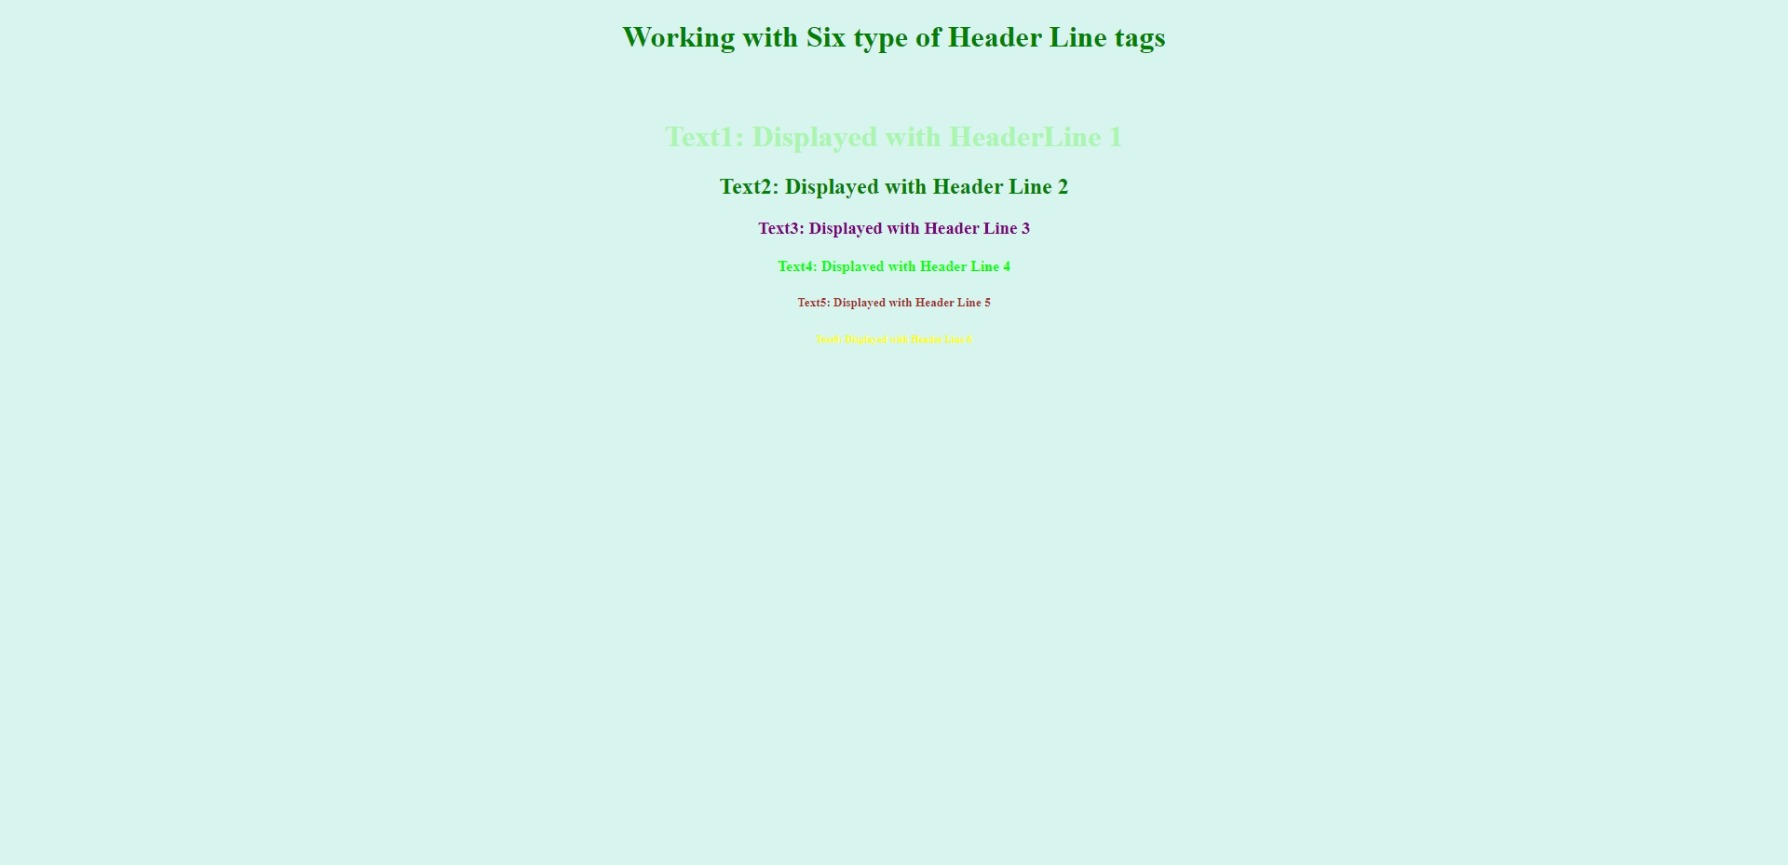 Working with Six type of Header Line tags
Text1: Displayed with HeaderLine 1
Text2: Displayed with Header Line 2
Text3: Displayed with Header Line 3
Text4: Displaved with Header Line 4
Text5: Displayed with Header Line 5
Text6: Displayed with Header Line 6